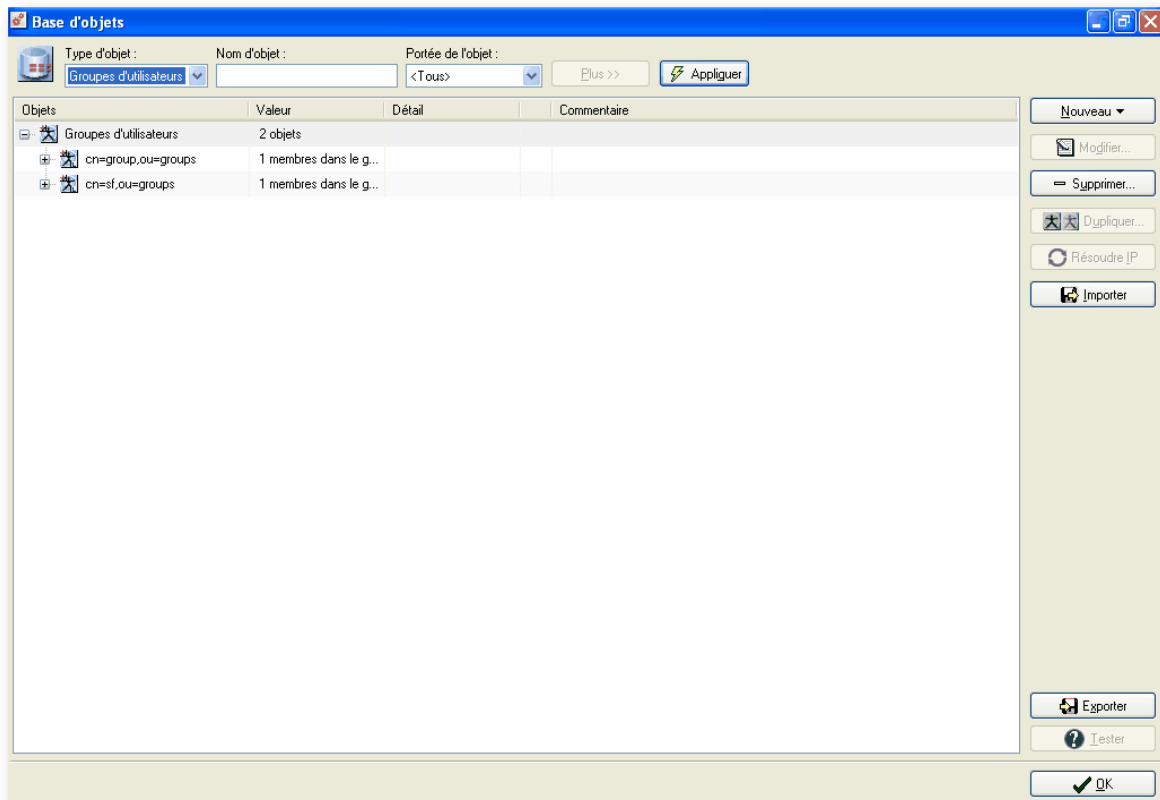 Base d'objets
Type d'objet : Nom d'objet : Portée de l'objet :
Groupes d'utilisateurs <Tous> Plus >> Appliquer
Objets Valeur Détail Commentaire
Groupes d'utilisateurs 2 objets
cn=group,ou=groups 1 membres dans le g...
cn=sf,ou=groups 1 membres dans le g...
Nouveau
Modifier...
Supprimer...
Dupliquer...
Résoudre IP
Importer
Exporter
Tester
OK